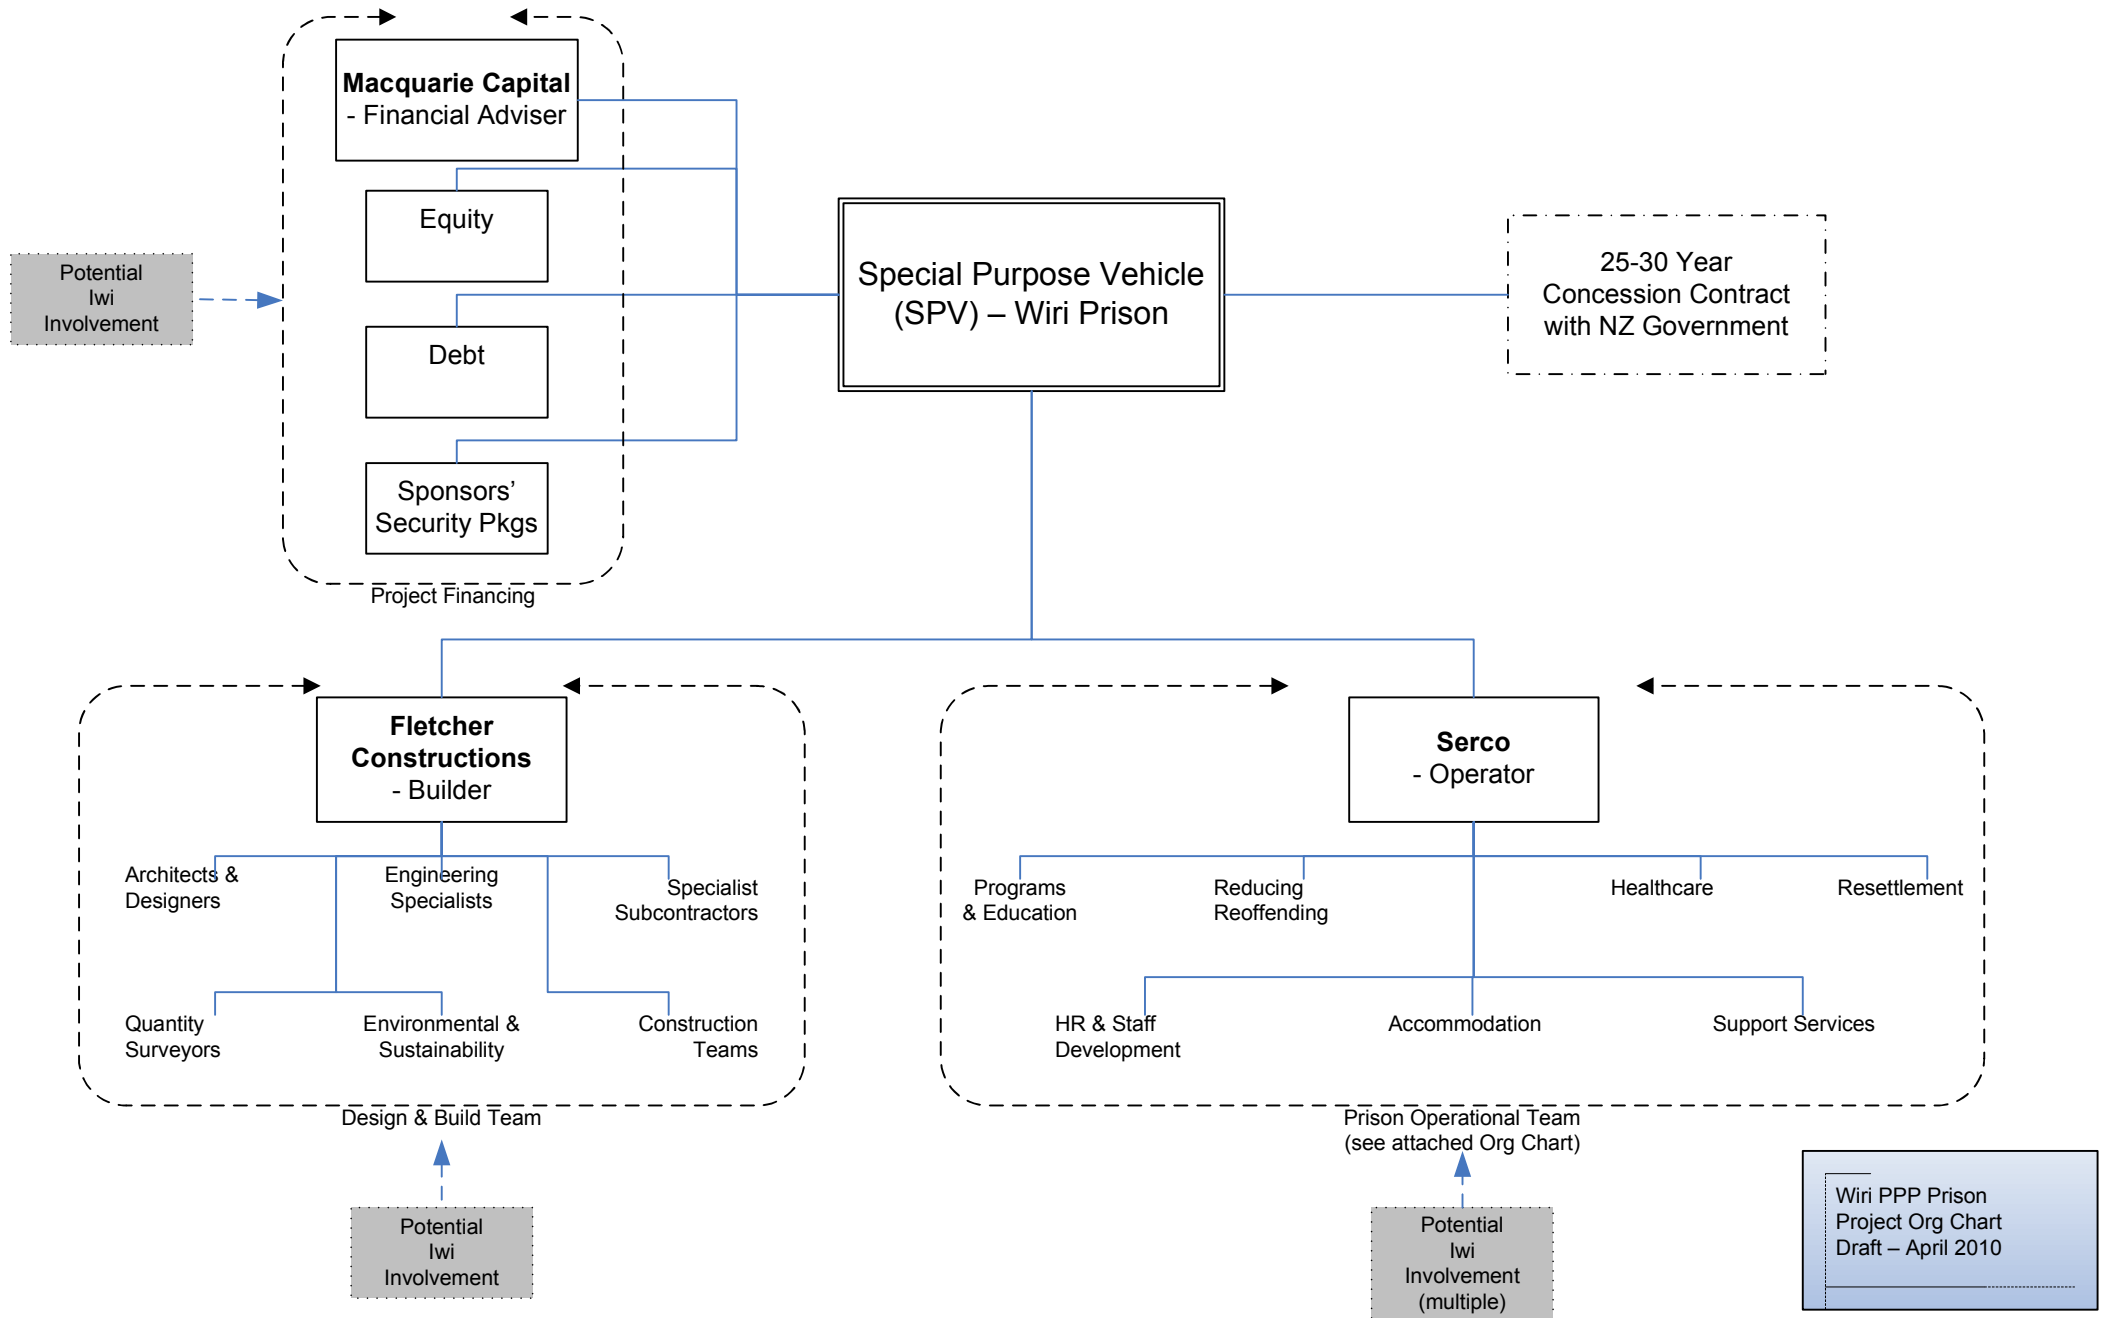 Macquarie Capital
- Financial Adviser
Equity
Debt
Sponsors’
Security Pkgs
Project Financing
Potential
Iwi
Involvement
Special Purpose Vehicle
(SPV) – Wiri Prison
25-30 Year
Concession Contract
with NZ Government
Fletcher
Constructions
- Builder
Architects &
Designers
Engineering
Specialists
Specialist
Subcontractors
Quantity
Surveyors
Environmental &
Sustainability
Construction
Teams
Design & Build Team
Potential
Iwi
Involvement
Serco
- Operator
Programs
& Education
Reducing
Reoffending
Healthcare
Resettlement
HR & Staff
Development
Accommodation
Support Services
Prison Operational Team
(see attached Org Chart)
Potential
Iwi
Involvement
(multiple)
Wiri PPP Prison
Project Org Chart
Draft – April 2010